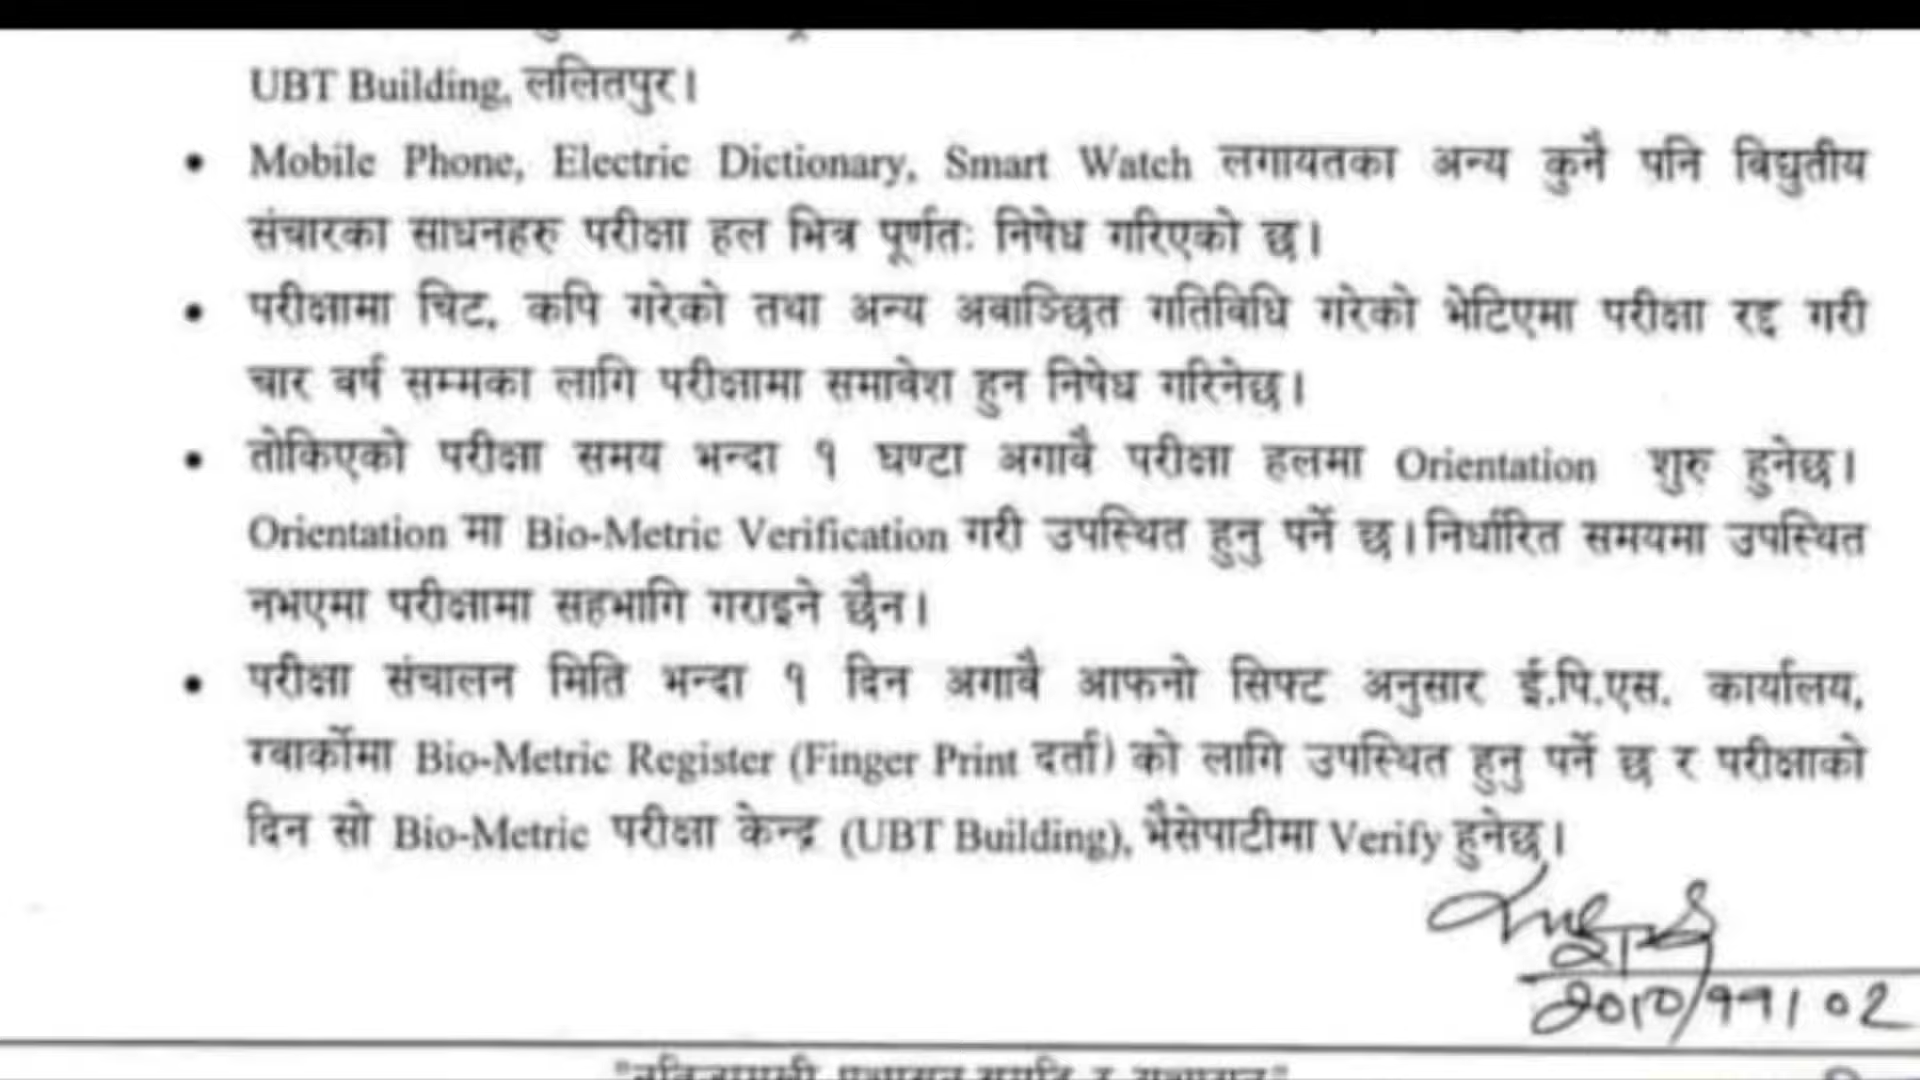 UBT Building, ललितपुर।
• Mobile Phone, Electric Dictionary, Smart Watch लगायतका अन्य कुनै पनि विद्युतीय
संचारका साधनहरु परीक्षा हल भित्र पूर्णतः निषेध गरिएको छ।
• परीक्षामा चिट, कपि गरेको तथा अन्य अवाञ्छित गतिविधि गरेको भेटिएमा परीक्षा रद्द गरी
चार वर्ष सम्मका लागि परीक्षामा समावेश हुन निषेध गरिनेछ।
• तोकिएको परीक्षा समय भन्दा १ घण्टा अगावै परीक्षा हलमा Orientation शुरु हुनेछ।
Orientation मा Bio-Metric Verification गरी उपस्थित हुनु पर्ने छ। निर्धारित समयमा उपस्थित
नभएमा परीक्षामा सहभागि गराइने छैन।
• परीक्षा संचालन मिति भन्दा १ दिन अगावै आफनो सिफ्ट अनुसार ई.पि.एस. कार्यालय,
ग्वार्कोमा Bio-Metric Register (Finger Print दर्ता) को लागि उपस्थित हुनु पर्ने छ र परीक्षाको
दिन सो Bio-Metric परीक्षा केन्द्र (UBT Building), भैसेपाटीमा Verify हुनेछ।